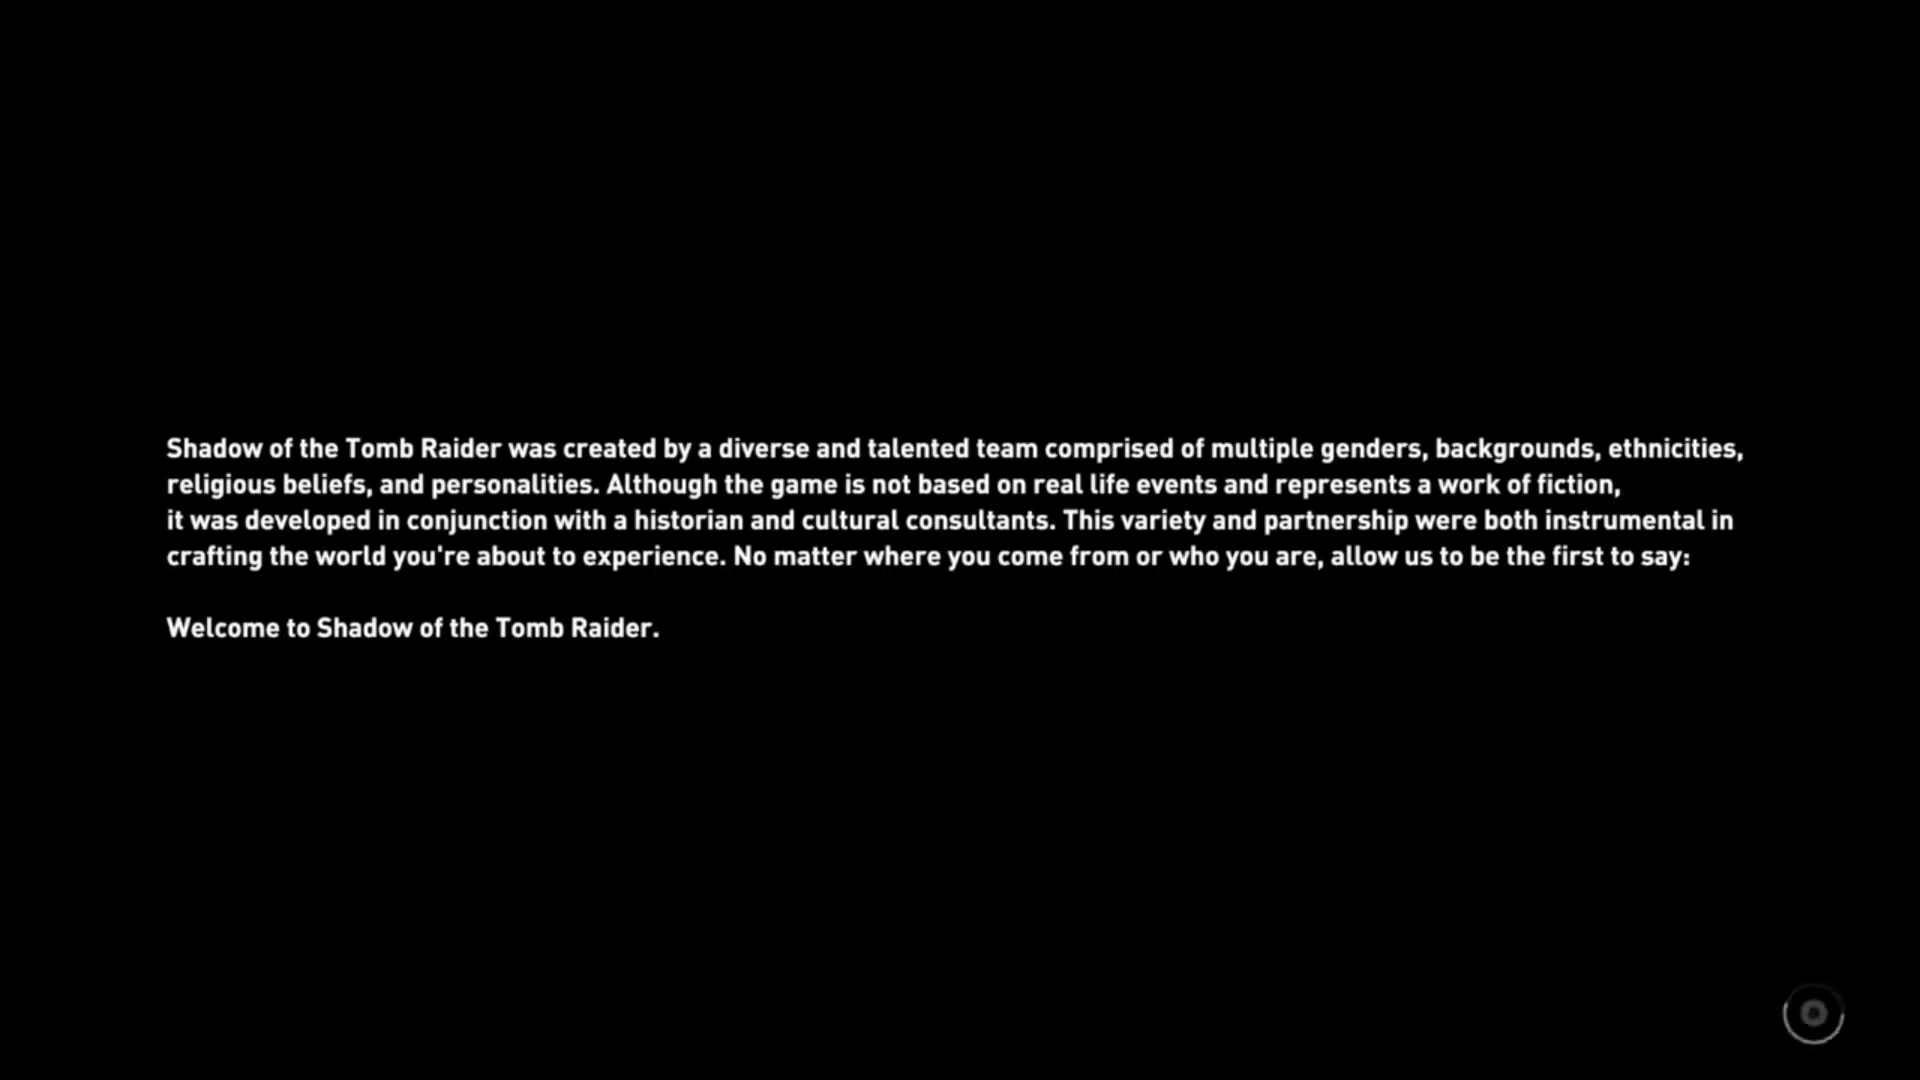 Shadow of the Tomb Raider was created by a diverse and talented team comprised of multiple genders, backgrounds, ethnicities,
religious beliefs, and personalities. Although the game is not based on real life events and represents a work of fiction,
it was developed in conjunction with a historian and cultural consultants. This variety and partnership were both instrumental in
crafting the world you're about to experience. No matter where you come from or who you are, allow us to be the first to say:
Welcome to Shadow of the Tomb Raider.